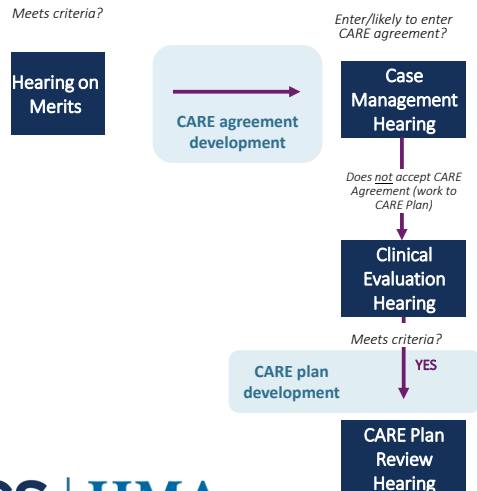 Meets criteria?
Hearing on
Merits
CARE agreement
development
Enter/likely to enter
CARE agreement?
Case
Management
Hearing
Does not accept CARE
Agreement (work to
CARE Plan)
Clinical
Evaluation
Hearing
Meets criteria?
YES
CARE plan
development
CARE Plan
Review
Hearing